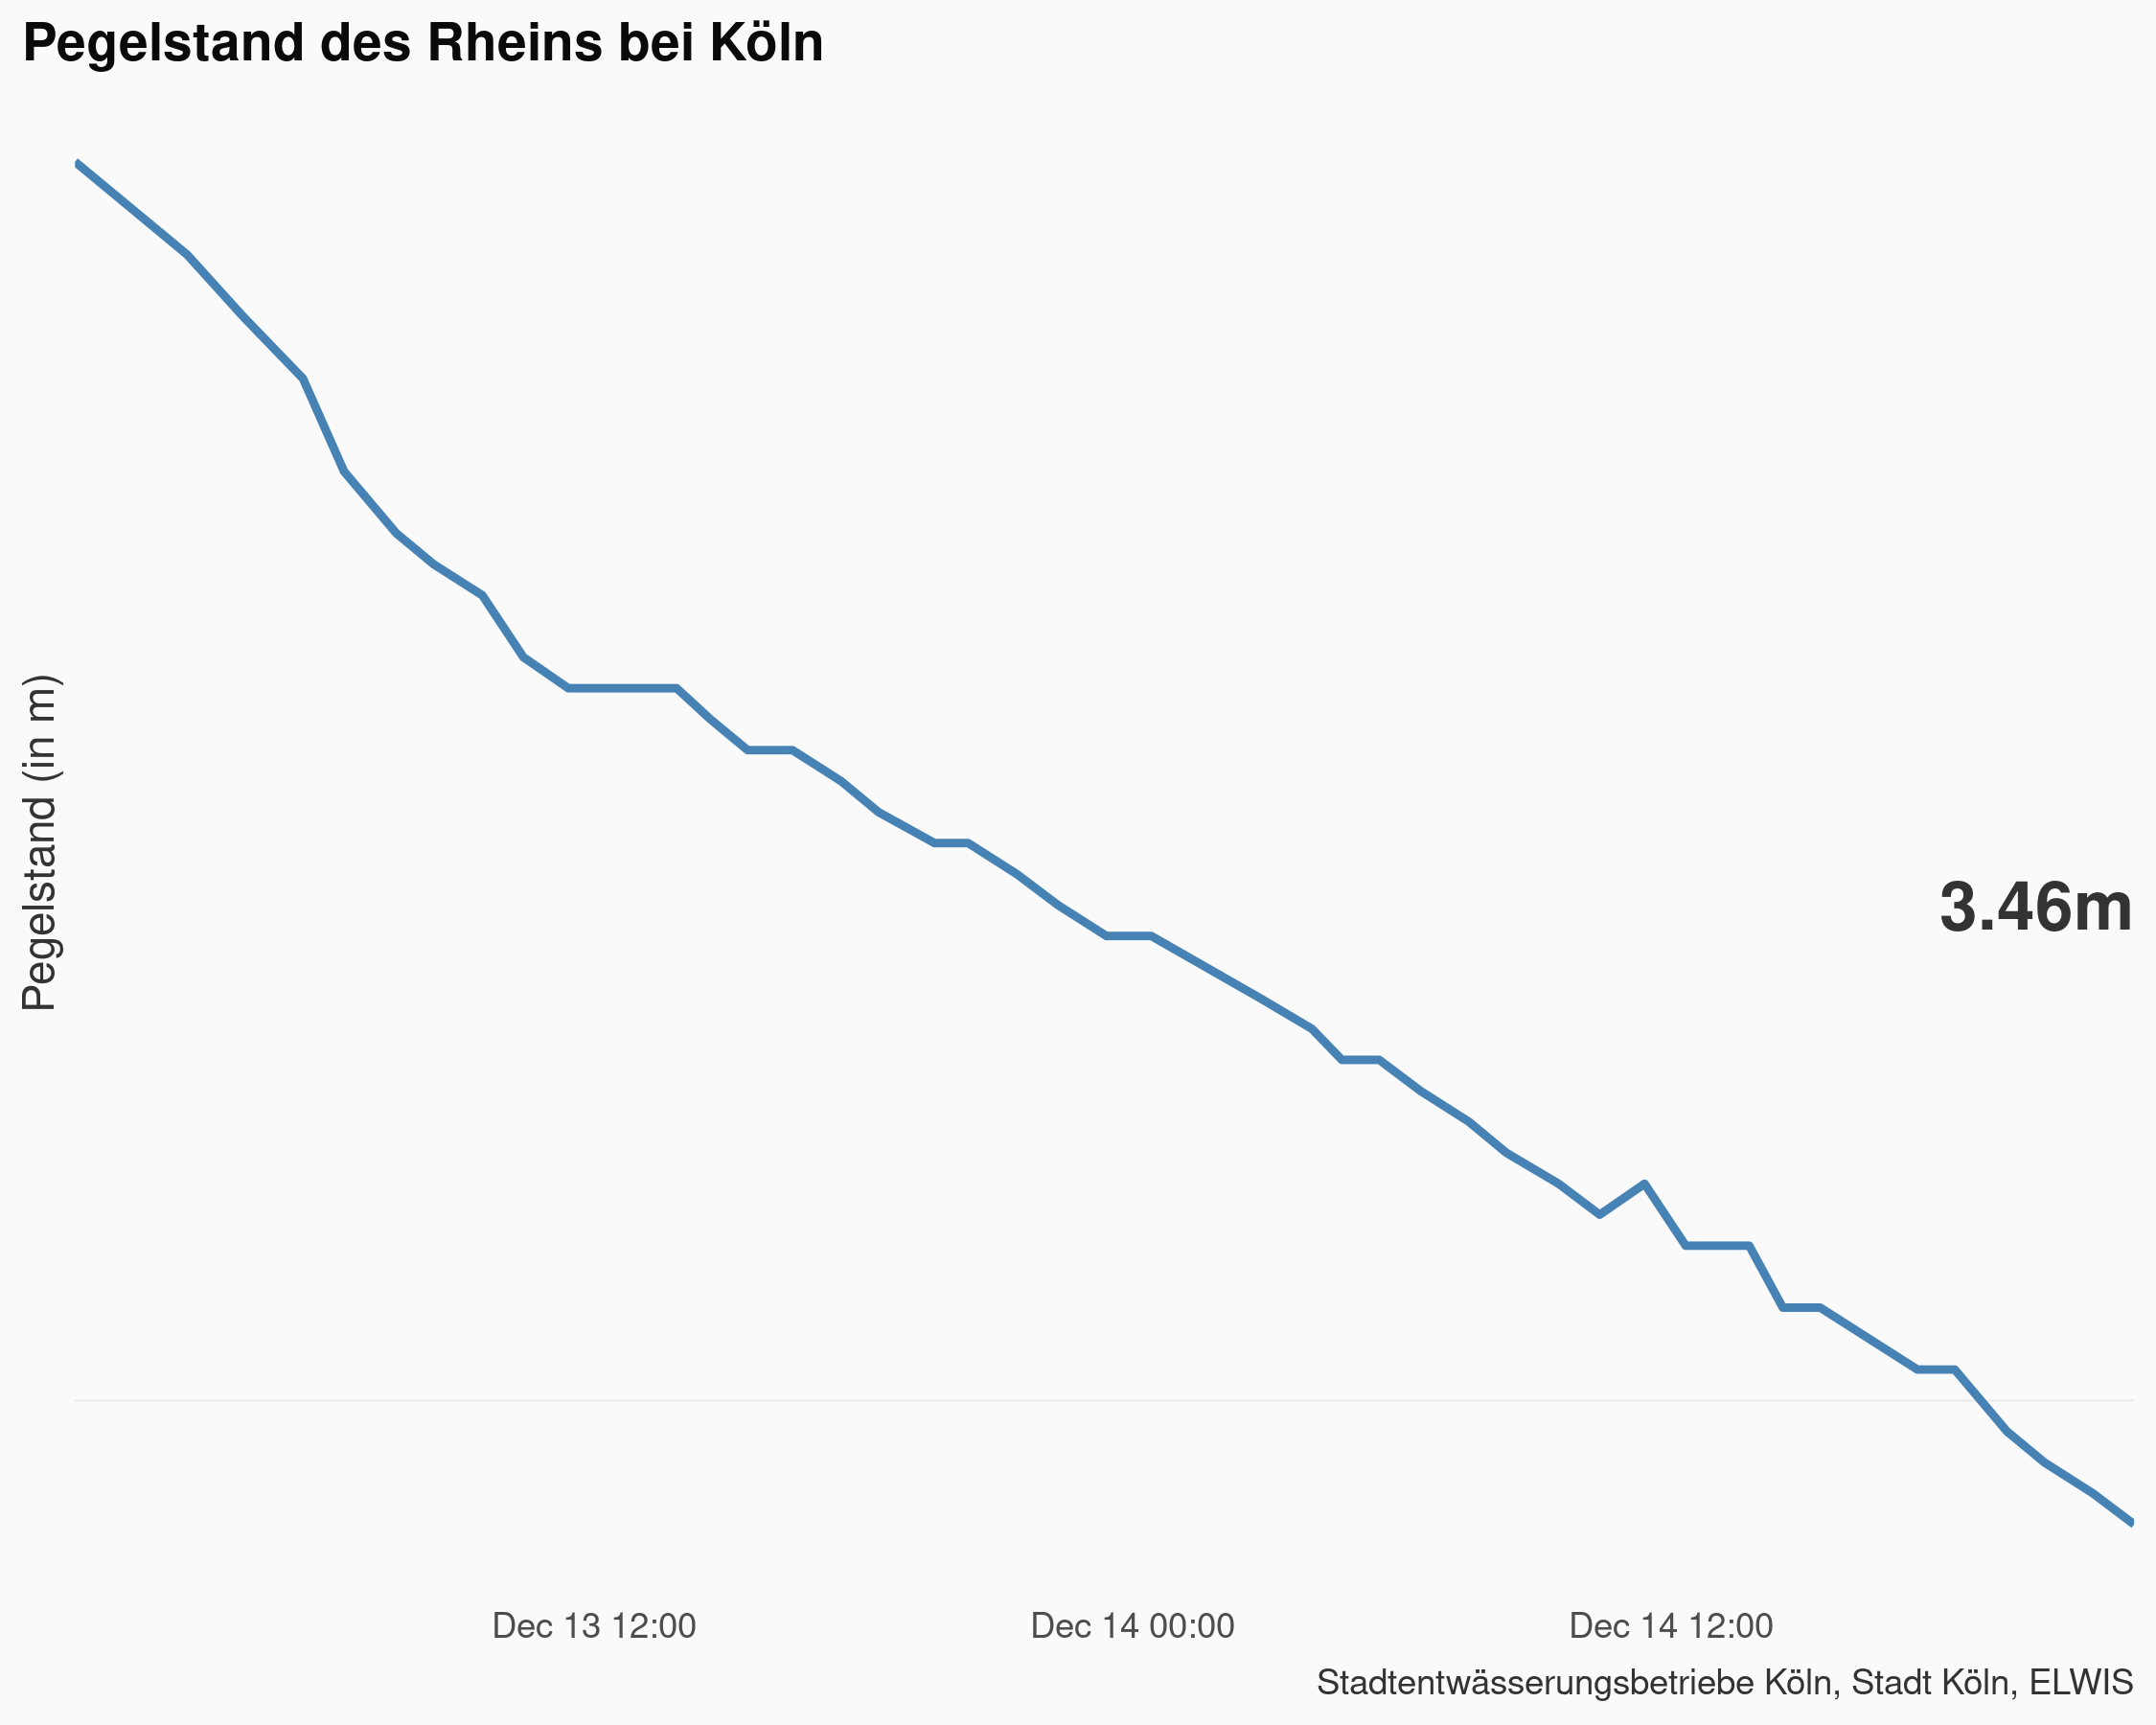 Pegelstand des Rheins bei Köln
Pegelstand (in m)
3.46m
Dec 13 12:00
Dec 14 00:00
Dec 14 12:00
Stadtentwässerungsbetriebe Köln, Stadt Köln, ELWIS